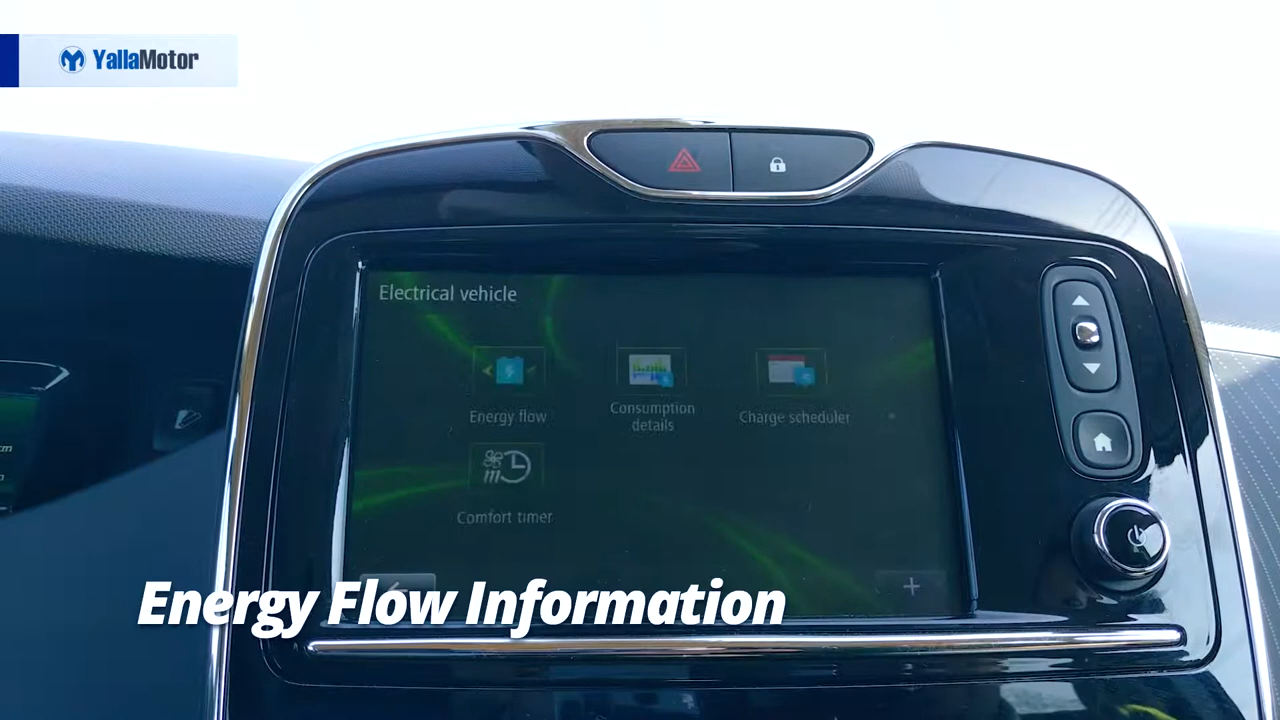 YallaMotor
Electrical vehicle
Energy flow
Consumption
details
Charge scheduler
Comfort timer
+
Energy Flow Information